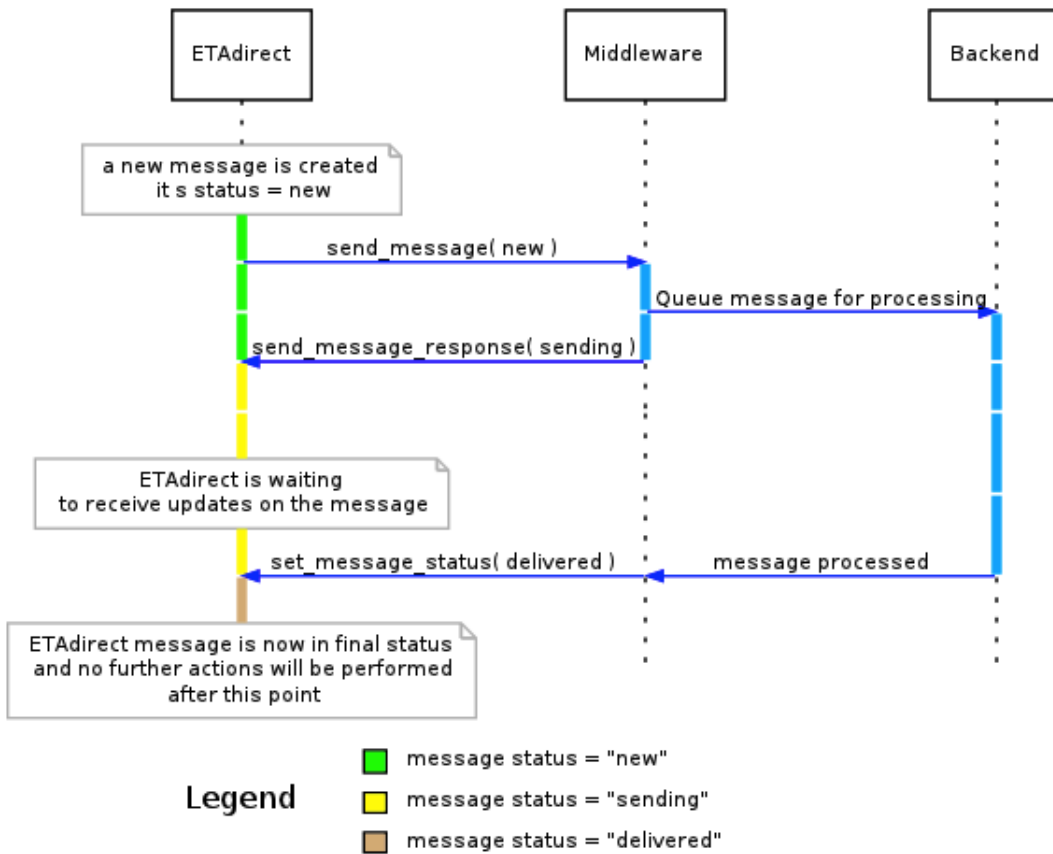 ETAdirect
Middleware
Backend
a new message is created
it s status = new
send_message( new )
Queue message for processing
send_message_response( sending )
ETAdirect is waiting
to receive updates on the message
set_message_status( delivered )
message processed
ETAdirect message is now in final status
and no further actions will be performed
after this point
Legend
message status = "new"
message status = "sending"
message status = "delivered"